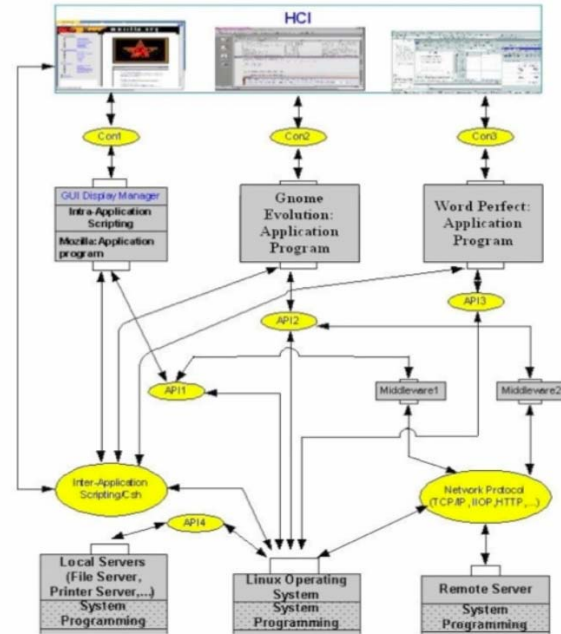 HCI
mozilla.org
Con1
Con2
Con3
GUI Display Manager
Intra-Application
Scripting
Mozilla: Application
program
Gnome
Evolution:
Application
Program
Word Perfect:
Application
Program
API3
API2
API1
Middleware1
Middleware2
Inter-Application
Scripting/Csh
Network Protocol
(TCP/IP, IIOP,HTTP,...)
API4
Local Servers
(File Server,
Printer Server,...)
System
Programming
Linux Operating
System
System
Programming
Remote Server
System
Programming